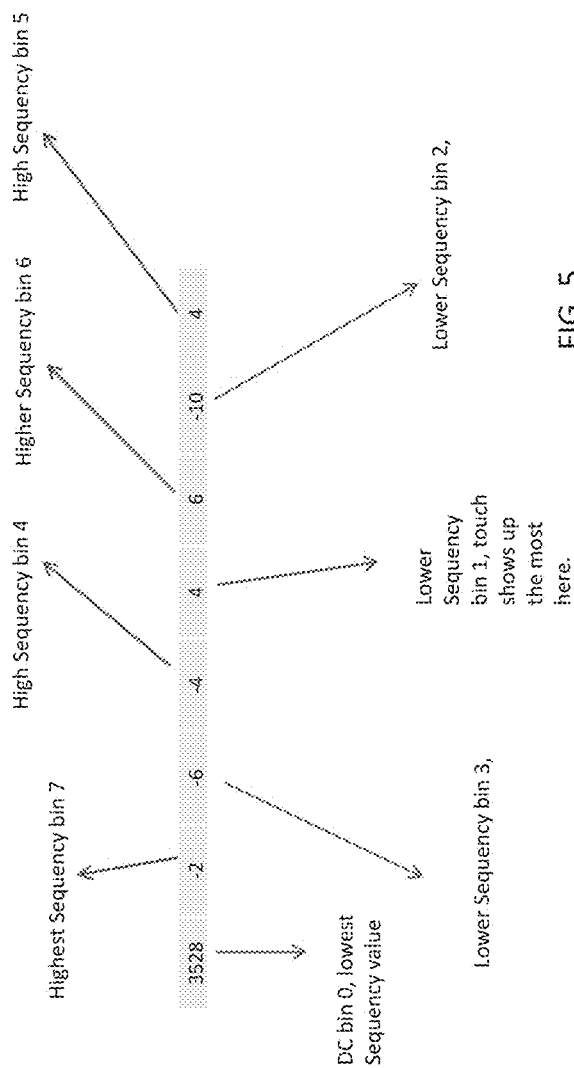 Highest Sequency bin 7
High Sequency bin 4
Higher Sequency bin 6
High Sequency bin 5
3528 -2 -6 -4 4 6 -10 4
DC bin 0, lowest
Sequency value
Lower Sequency bin 3,
Lower
Sequency
bin 1, touch
shows up
the most
here.
Lower Sequency bin 2,
FIG. 5